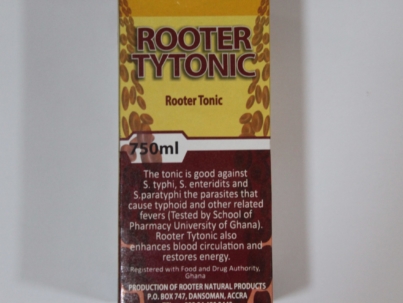 ROOTER
TYTONIC
Rooter Tonic
750ml
The tonic is good against
S. typhi, S. enteridits and
S.paratyphi the parasites that
cause typhoid and other related
fevers (Tested by School of
Pharmacy University of Ghana).
Rooter Tytonic also
enhances blood circulation and
restores energy.
Registered with Food and Drug Authority,
Ghana
PRODUCTION OF ROOTER NATURAL PRODUCTS
P.O. BOX 747, DANSOMAN, ACCRA